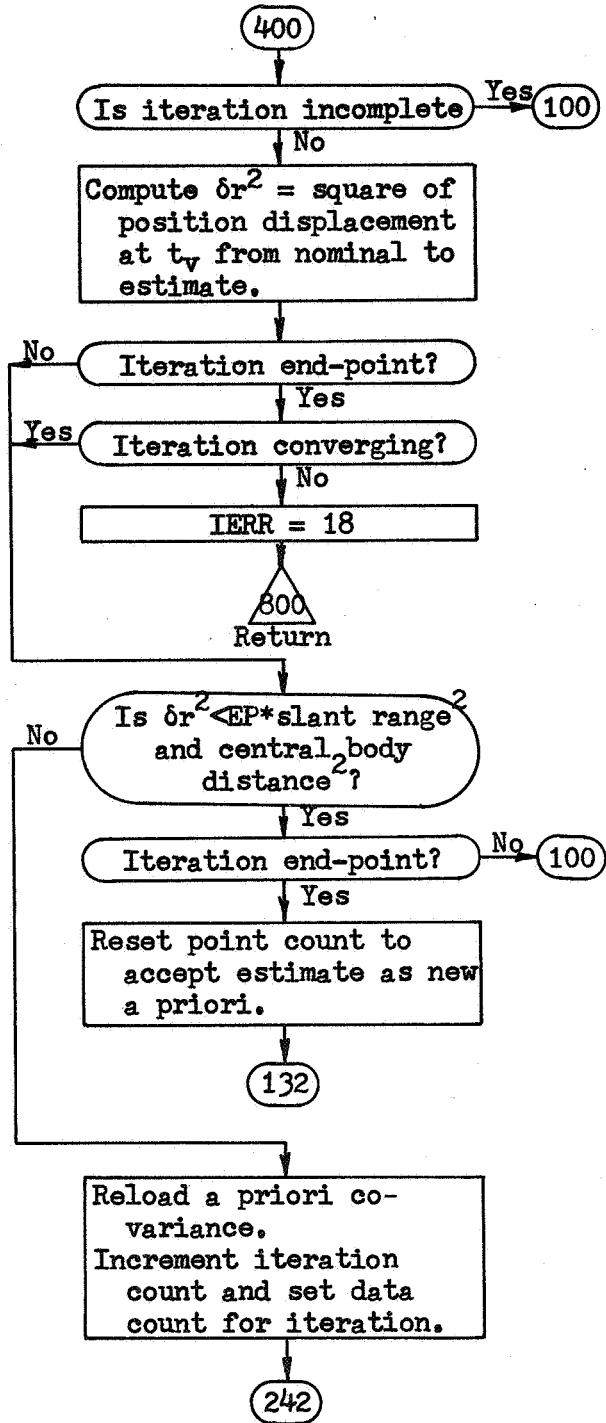 400
Is iteration incomplete
Yes
100
No
Compute δr² = square of
position displacement
at t_v from nominal to
estimate.
No
Iteration end-point?
Yes
Yes
Iteration converging?
No
IERR = 18
800
Return
Is δr² <EP*slant range²
and central body
distance²?
No
Yes
Iteration end-point?
No
100
Yes
Reset point count to
accept estimate as new
a priori.
132
Reload a priori co-
variance.
Increment iteration
count and set data
count for iteration.
242